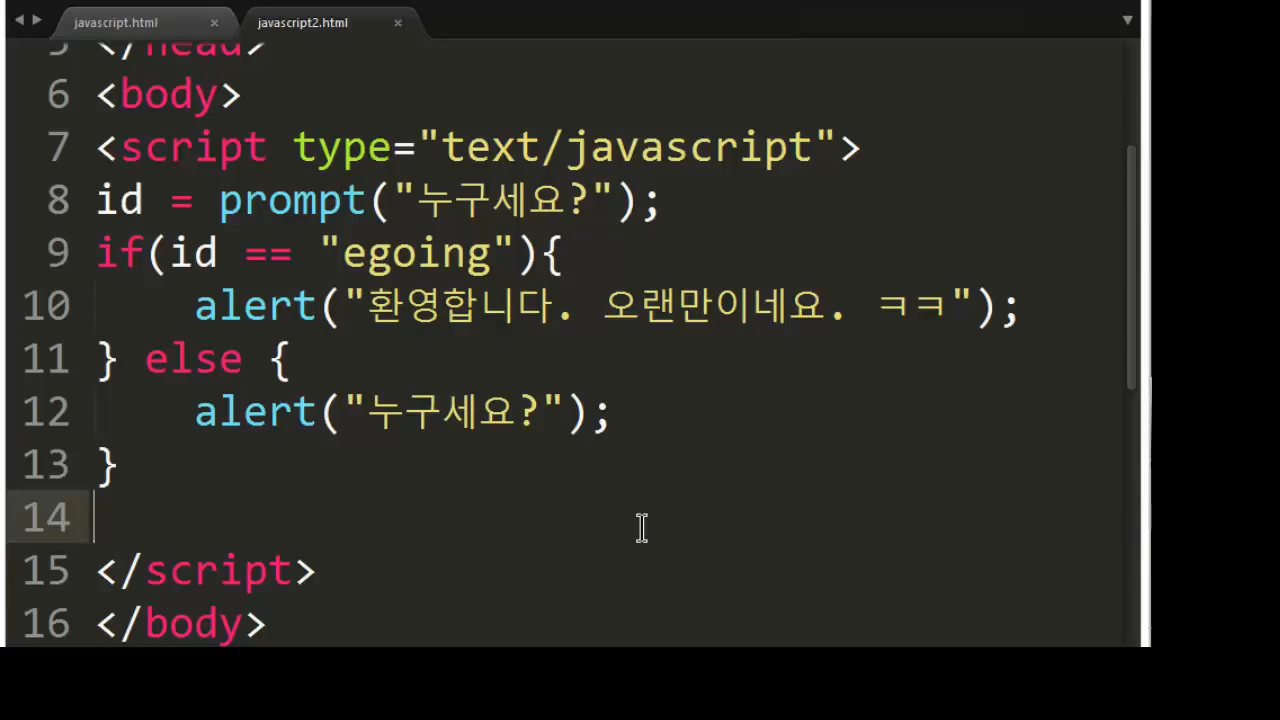 javascript.html
javascript2.html
5 </head>
6 <body>
7 <script type="text/javascript">
8 id = prompt("누구세요?");
9 if(id == "egoing"){
10 alert("환영합니다. 오랜만이네요. ㅋㅋ");
11 } else {
12 alert("누구세요?");
13 }
14
15 </script>
16 </body>